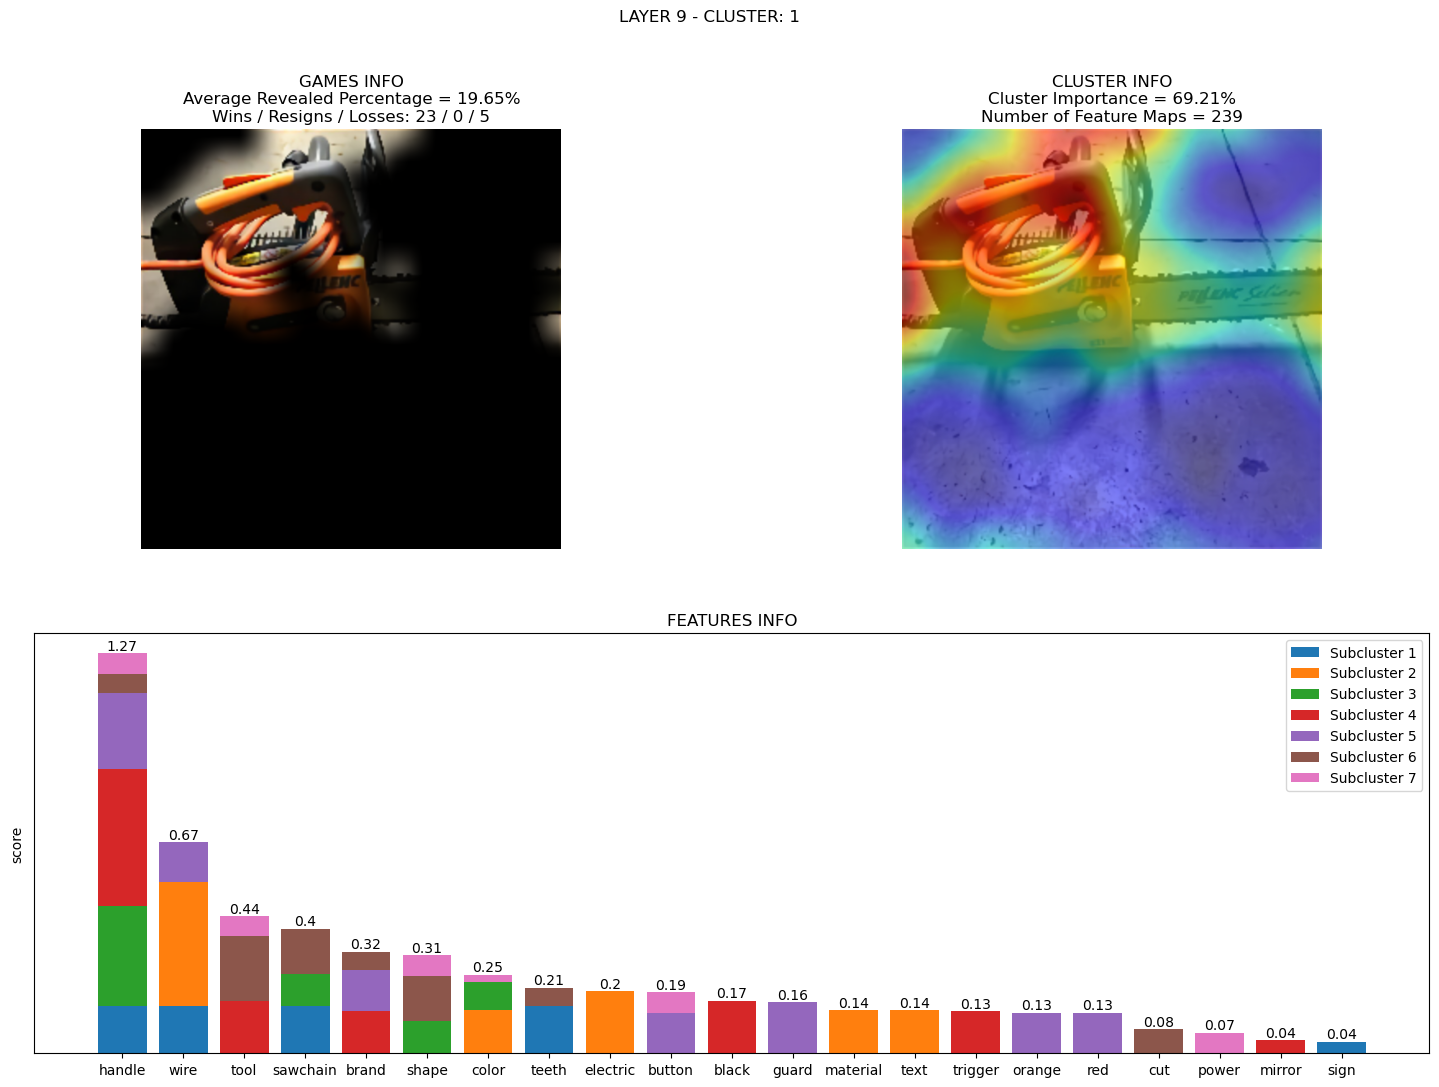 LAYER 9 - CLUSTER: 1
GAMES INFO
Average Revealed Percentage = 19.65%
Wins / Resigns / Losses: 23 / 0 / 5
CLUSTER INFO
Cluster Importance = 69.21%
Number of Feature Maps = 239
PELLENC
PELLENC Selion
FEATURES INFO
score
1.27
0.67
0.44
0.4
0.32
0.31
0.25
0.21
0.2
0.19
0.17
0.16
0.14
0.14
0.13
0.13
0.13
0.08
0.07
0.04
0.04
Subcluster 1
Subcluster 2
Subcluster 3
Subcluster 4
Subcluster 5
Subcluster 6
Subcluster 7
handle wire tool sawchain brand shape color teeth electric button black guard material text trigger orange red cut power mirror sign